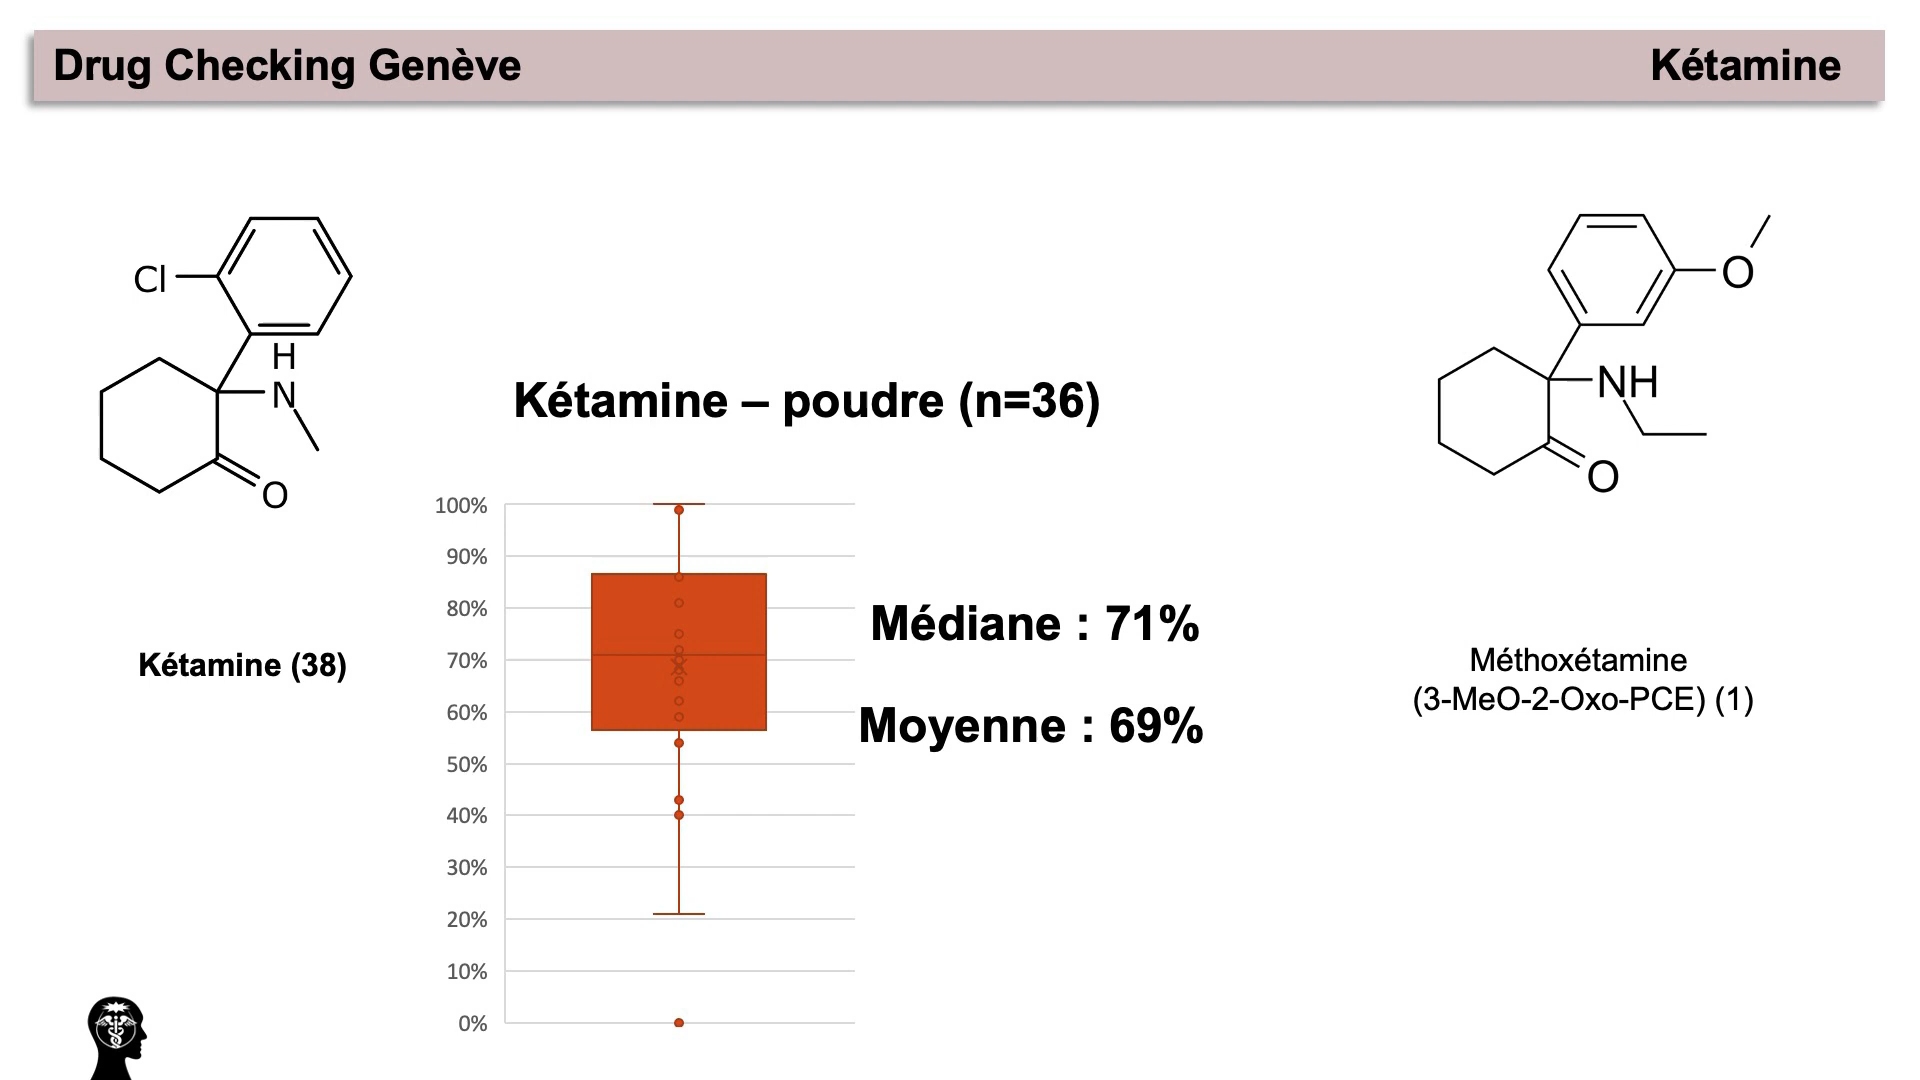 Drug Checking Genève
Kétamine
Cl
H
N
O
O
NH
O
Kétamine – poudre (n=36)
100%
90%
80%
70%
60%
50%
40%
30%
20%
10%
0%
Médiane : 71%
Moyenne : 69%
Kétamine (38)
Méthoxétamine
(3-MeO-2-Oxo-PCE) (1)